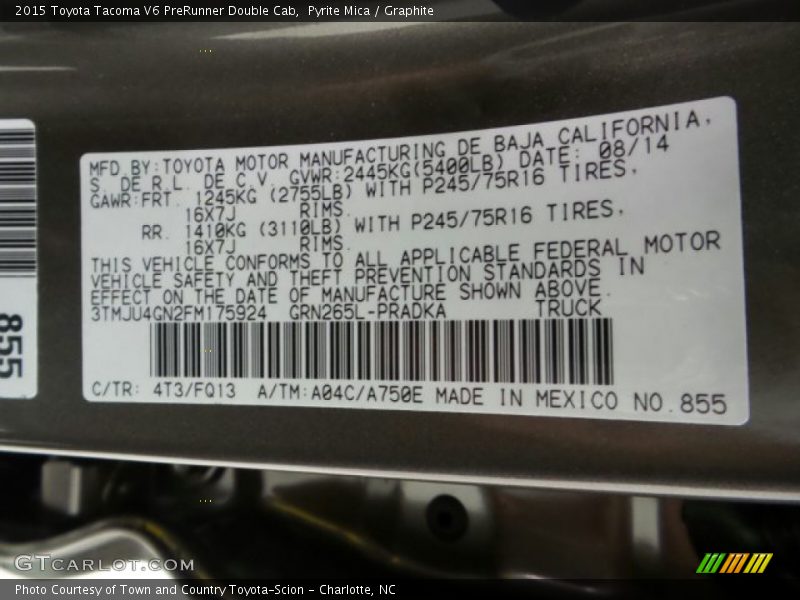 2015 Toyota Tacoma V6 PreRunner Double Cab, Pyrite Mica / Graphite
MFD.BY:TOYOTA MOTOR MANUFACTURING DE BAJA CALIFORNIA,
S. DE R.L. DE C.V. GVWR:2445KG(5400LB) DATE: 08/14
GAWR:FRT. 1245KG (2755LB) WITH P245/75R16 TIRES,
16X7J RIMS.
RR. 1410KG (3110LB) WITH P245/75R16 TIRES,
16X7J RIMS.
THIS VEHICLE CONFORMS TO ALL APPLICABLE FEDERAL MOTOR
VEHICLE SAFETY AND THEFT PREVENTION STANDARDS IN
EFFECT ON THE DATE OF MANUFACTURE SHOWN ABOVE.
3TMJU4GN2FM175924 GRN265L-PRADKA TRUCK
C/TR: 4T3/FQ13 A/TM:A04C/A750E MADE IN MEXICO NO.855
855
GTCARLOT.COM
Photo Courtesy of Town and Country Toyota-Scion - Charlotte, NC